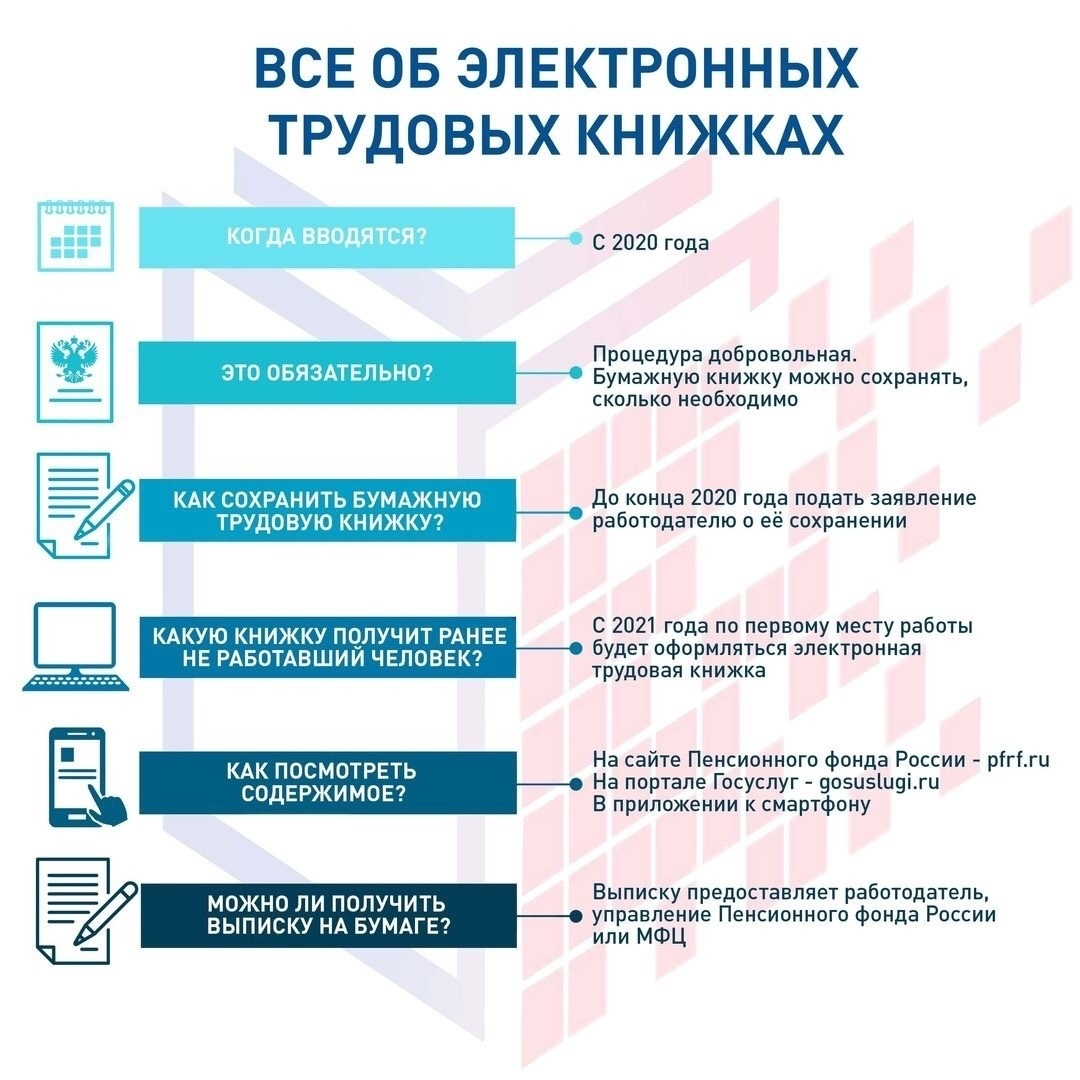 ВСЕ ОБ ЭЛЕКТРОННЫХ
ТРУДОВЫХ КНИЖКАХ
КОГДА ВВОДЯТСЯ?
С 2020 года
ЭТО ОБЯЗАТЕЛЬНО?
Процедура добровольная.
Бумажную книжку можно сохранять,
сколько необходимо
КАК СОХРАНИТЬ БУМАЖНУЮ
ТРУДОВУЮ КНИЖКУ?
До конца 2020 года подать заявление
работодателю о её сохранении
КАКУЮ КНИЖКУ ПОЛУЧИТ РАНЕЕ
НЕ РАБОТАВШИЙ ЧЕЛОВЕК?
С 2021 года по первому месту работы
будет оформляться электронная
трудовая книжка
КАК ПОСМОТРЕТЬ
СОДЕРЖИМОЕ?
На сайте Пенсионного фонда России - pfrf.ru
На портале Госуслуг - gosuslugi.ru
В приложении к смартфону
МОЖНО ЛИ ПОЛУЧИТЬ
ВЫПИСКУ НА БУМАГЕ?
Выписку предоставляет работодатель,
управление Пенсионного фонда России
или МФЦ